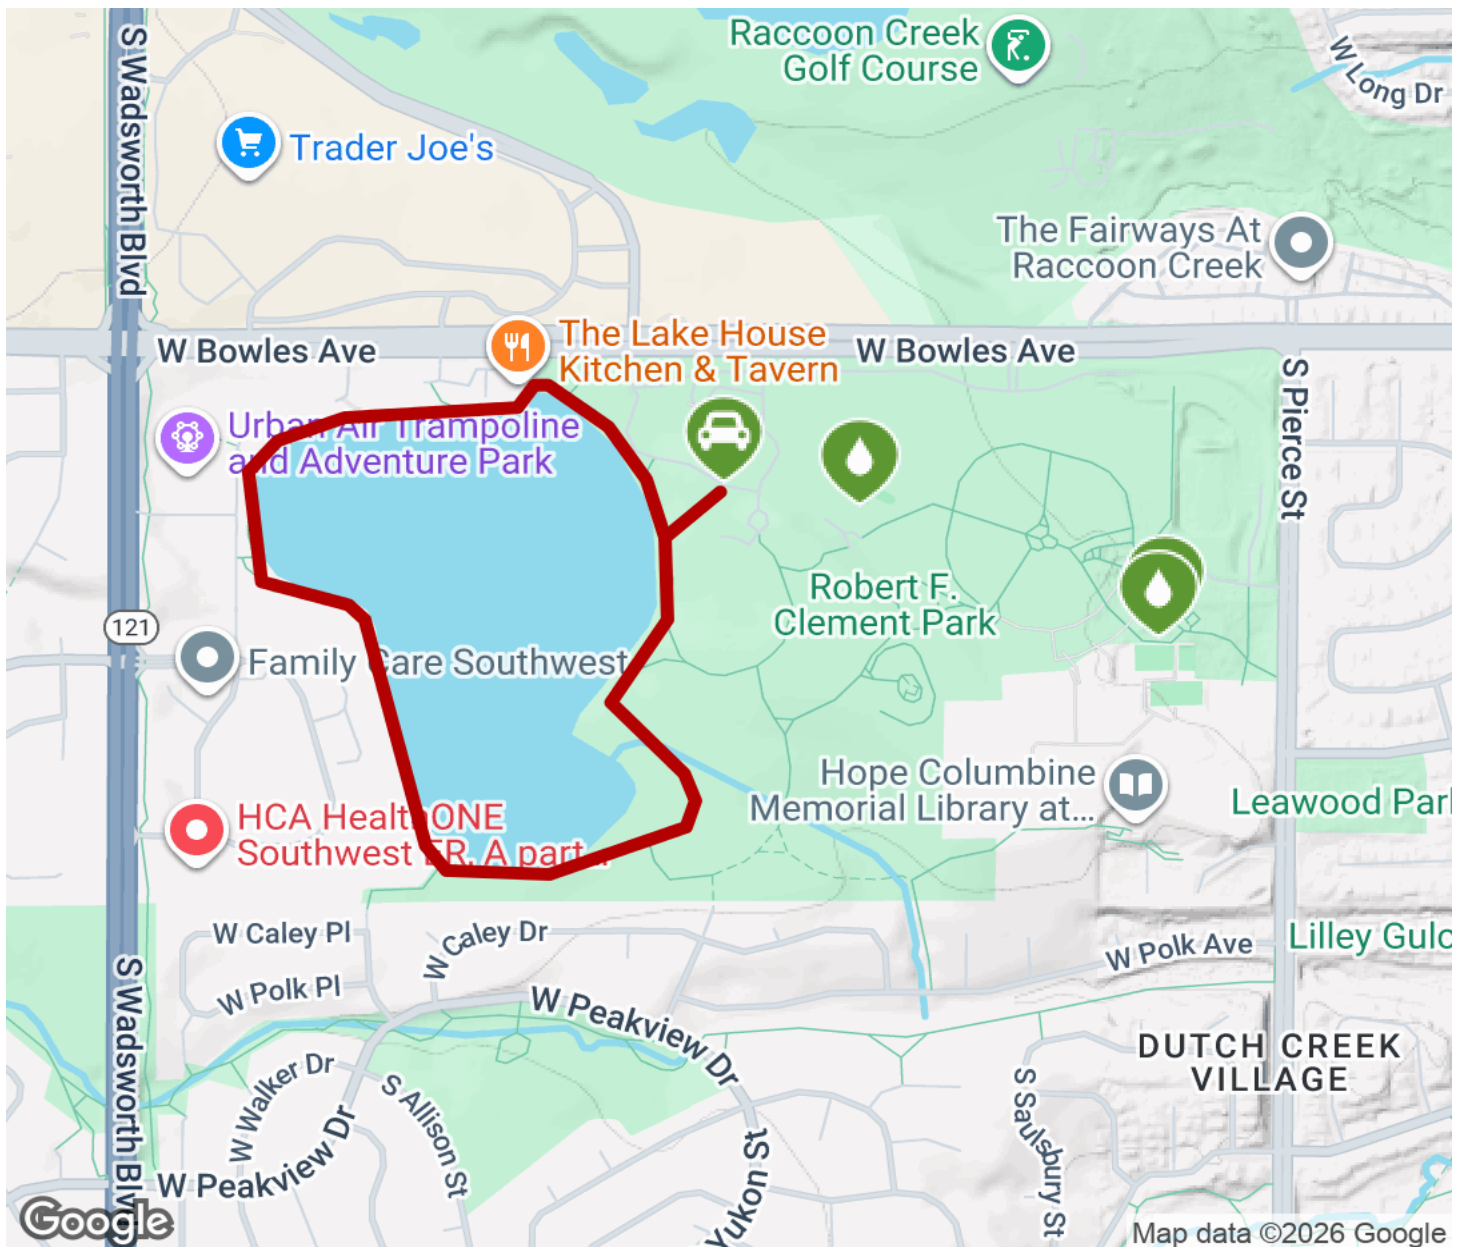 Raccoon Creek
Golf Course
W Long Dr
S Wadsworth Blvd
Trader Joe's
The Fairways At
Raccoon Creek
The Lake House
Kitchen & Tavern
W Bowles Ave
W Bowles Ave
S Pierce St
Urban Air Trampoline
and Adventure Park
Robert F.
Clement Park
121
Family Care Southwest
Hope Columbine
Memorial Library at...
Leawood Par
HCA HealthONE
Southwest ER, A part...
W Caley Pl
W Caley Dr
W Polk Ave
Lilley Gulc
W Polk Pl
S Wadsworth Blv
W Peakview Dr
DUTCH CREEK
VILLAGE
W Walker Dr
S Allison St
S Saulsbury St
W Peakview Dr
Yukon St
Google
Map data ©2026 Google